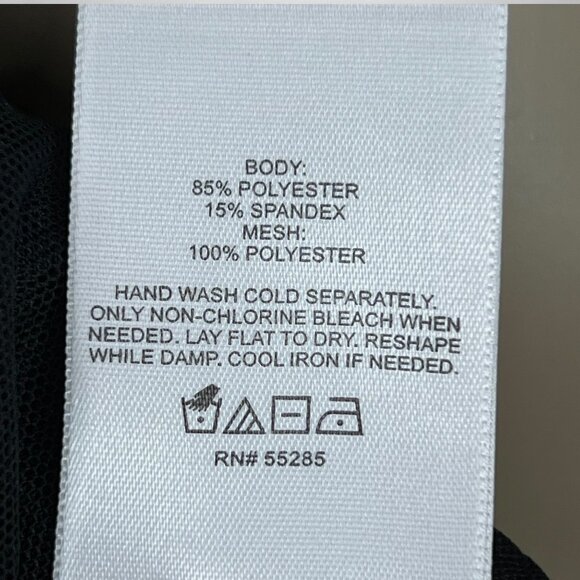 BODY:
85% POLYESTER
15% SPANDEX
MESH:
100% POLYESTER
HAND WASH COLD SEPARATELY.
ONLY NON-CHLORINE BLEACH WHEN
NEEDED. LAY FLAT TO DRY. RESHAPE
WHILE DAMP. COOL IRON IF NEEDED.
RN# 55285